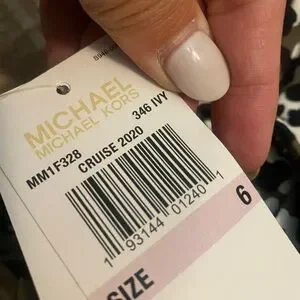 MICHAEL
MICHAEL KORS
MM1F328 346 IVY
CRUISE 2020
1 93144 01240 1
6
SIZE